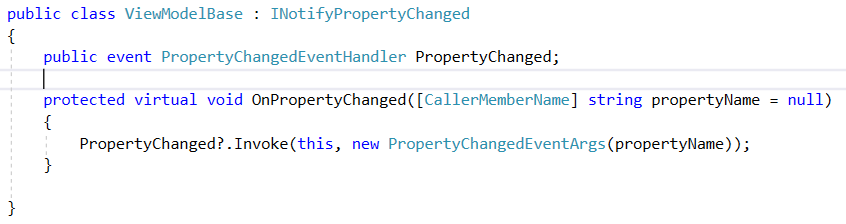 public class ViewModelBase : INotifyPropertyChanged
{
    public event PropertyChangedEventHandler PropertyChanged;

    protected virtual void OnPropertyChanged([CallerMemberName] string propertyName = null)
    {
        PropertyChanged?.Invoke(this, new PropertyChangedEventArgs(propertyName));
    }

}